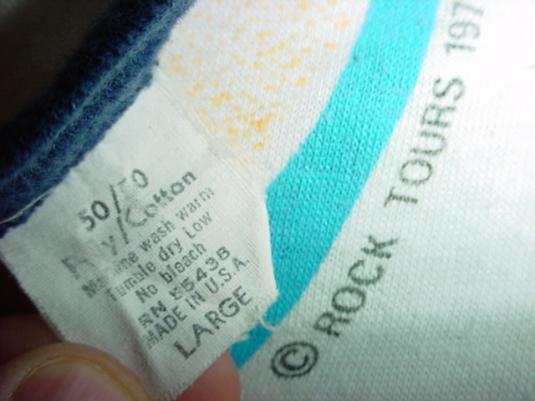 50/50
Poly/Cotton
Machine wash warm
Tumble dry Low
No bleach
RN 55438
MADE IN U.S.A.
LARGE
© ROCK TOURS 197